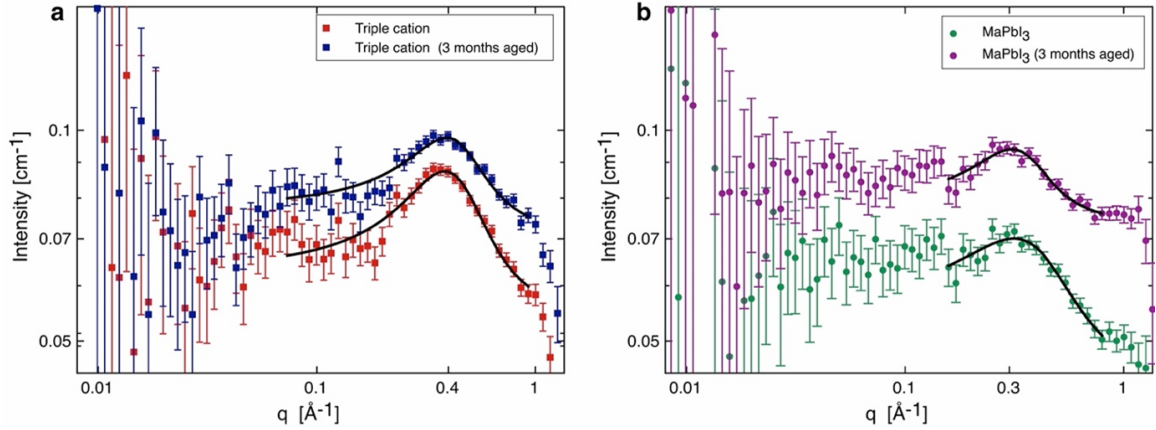 a
Triple cation
Triple cation (3 months aged)
Intensity [cm-1]
0.1
0.07
0.05
0.01
0.1
0.4
1
q [Å-1]
b
MaPbI3
MaPbI3 (3 months aged)
Intensity [cm-1]
0.1
0.07
0.05
0.01
0.1
0.3
1
q [Å-1]